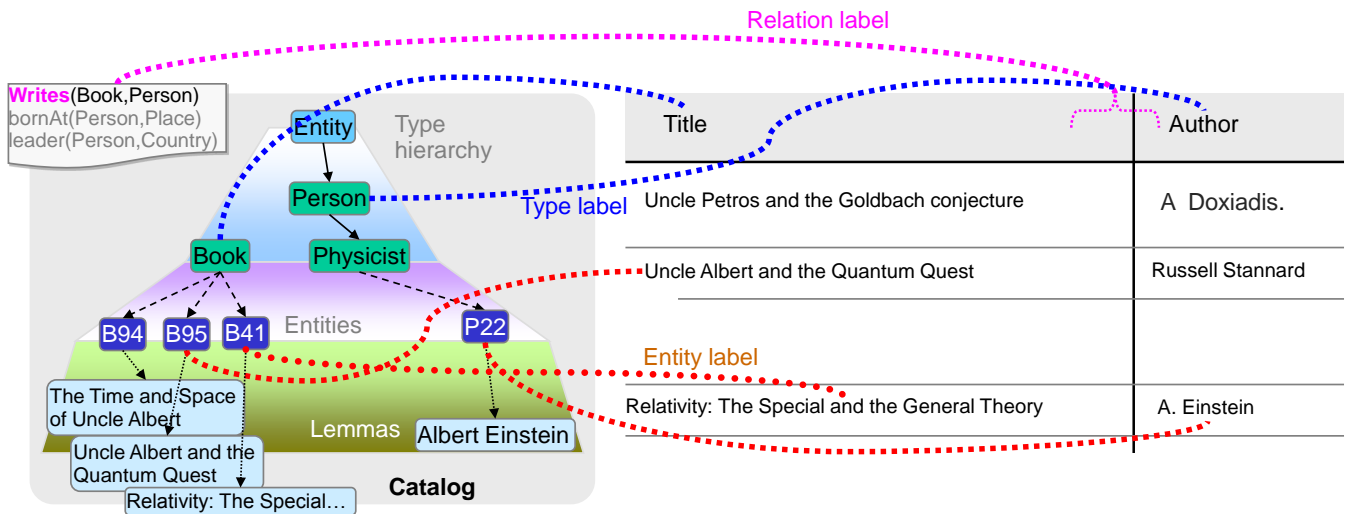 Relation label
Writes(Book,Person)
bornAt(Person,Place)
leader(Person,Country)
Entity
Type
hierarchy
Title
Author
Person
Type label
Uncle Petros and the Goldbach conjecture
A Doxiadis.
Book
Physicist
Uncle Albert and the Quantum Quest
Russell Stannard
B94
B95
B41
Entities
P22
Entity label
The Time and Space
of Uncle Albert
Lemmas
Albert Einstein
Relativity: The Special and the General Theory
A. Einstein
Uncle Albert and the
Quantum Quest
Relativity: The Special…
Catalog